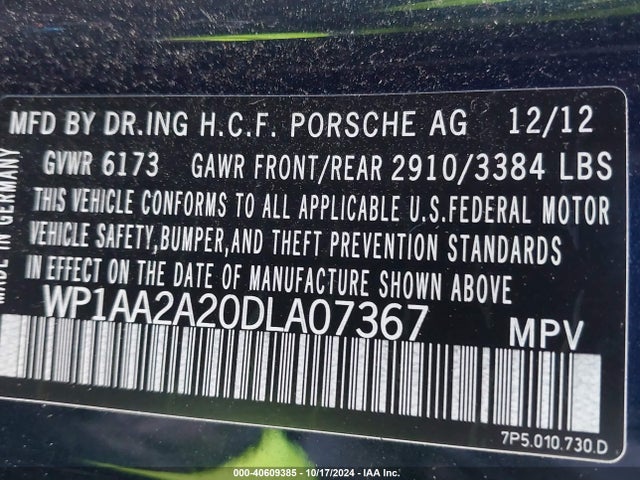 MFD BY DR.ING H.C.F. PORSCHE AG 12/12
GVWR 6173 GAWR FRONT/REAR 2910/3384 LBS
THIS VEHICLE CONFORMS TO ALL APPLICABLE U.S.FEDERAL MOTOR
VEHICLE SAFETY,BUMPER,AND THEFT PREVENTION STANDARDS
IN EFFECT ON THE DATE OF MANUFACTURE SHOWN ABOVE
WP1AA2A20DLA07367 MPV
MADE IN GERMANY
7P5.010.730.D
000-40609385 - 10/17/2024 - IAA Inc.